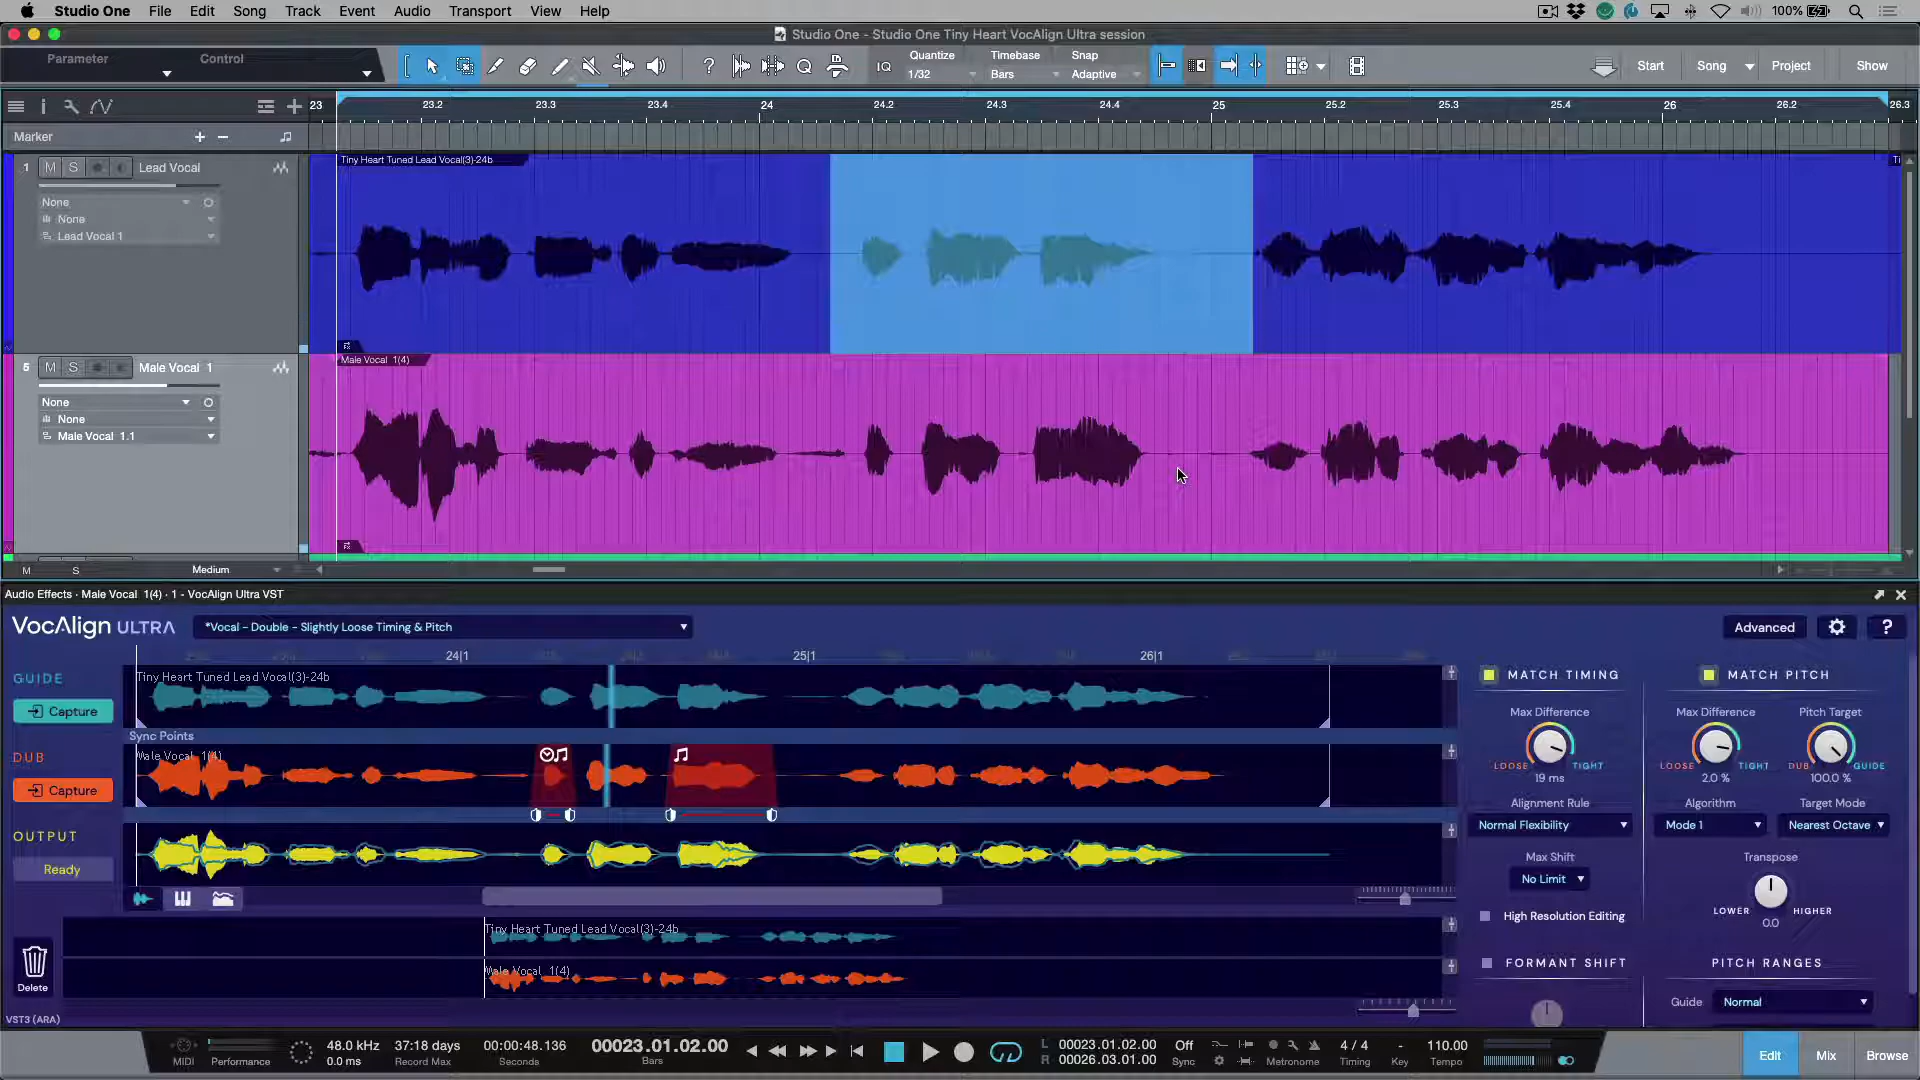 Studio One File Edit Song Track Event Audio Transport View Help
100%
Studio One - Studio One Tiny Heart VocAlign Ultra session
Parameter Control
? IQ Quantize 1/32 Timebase Bars Snap Adaptive
Start Song Project Show
23 23.2 23.3 23.4 24 24.2 24.3 24.4 25 25.2 25.3 25.4 26 26.2 26.3
Marker + −
1 M S Lead Vocal
None
None
Lead Vocal 1
Tiny Heart Tuned Lead Vocal(3)-24b
Ti
5 M S Male Vocal 1
None
None
Male Vocal 1.1
Male Vocal 1(4)
M S Medium
Audio Effects · Male Vocal 1(4) · 1 - VocAlign Ultra VST
VocAlign ULTRA
*Vocal – Double – Slightly Loose Timing & Pitch
Advanced ?
24|1 25|1 26|1
GUIDE
Capture
Tiny Heart Tuned Lead Vocal(3)-24b
Sync Points
DUB
Capture
Male Vocal 1(4)
OUTPUT
Ready
Tiny Heart Tuned Lead Vocal(3)-24b
Male Vocal 1(4)
Delete
VST3 (ARA)
MATCH TIMING
Max Difference
LOOSE TIGHT
19 ms
Alignment Rule
Normal Flexibility
Max Shift
No Limit
High Resolution Editing
FORMANT SHIFT
MATCH PITCH
Max Difference Pitch Target
LOOSE TIGHT DUB GUIDE
2.0 % 100.0 %
Algorithm Target Mode
Mode 1 Nearest Octave
Transpose
LOWER HIGHER
0.0
PITCH RANGES
Guide Normal
MIDI Performance
48.0 kHz
0.0 ms
37:18 days
Record Max
00:00:48.136
Seconds
00023.01.02.00
Bars
L 00023.01.02.00
R 00026.03.01.00
Off
Sync
Metronome
4 / 4
Timing
-
Key
110.00
Tempo
Edit Mix Browse